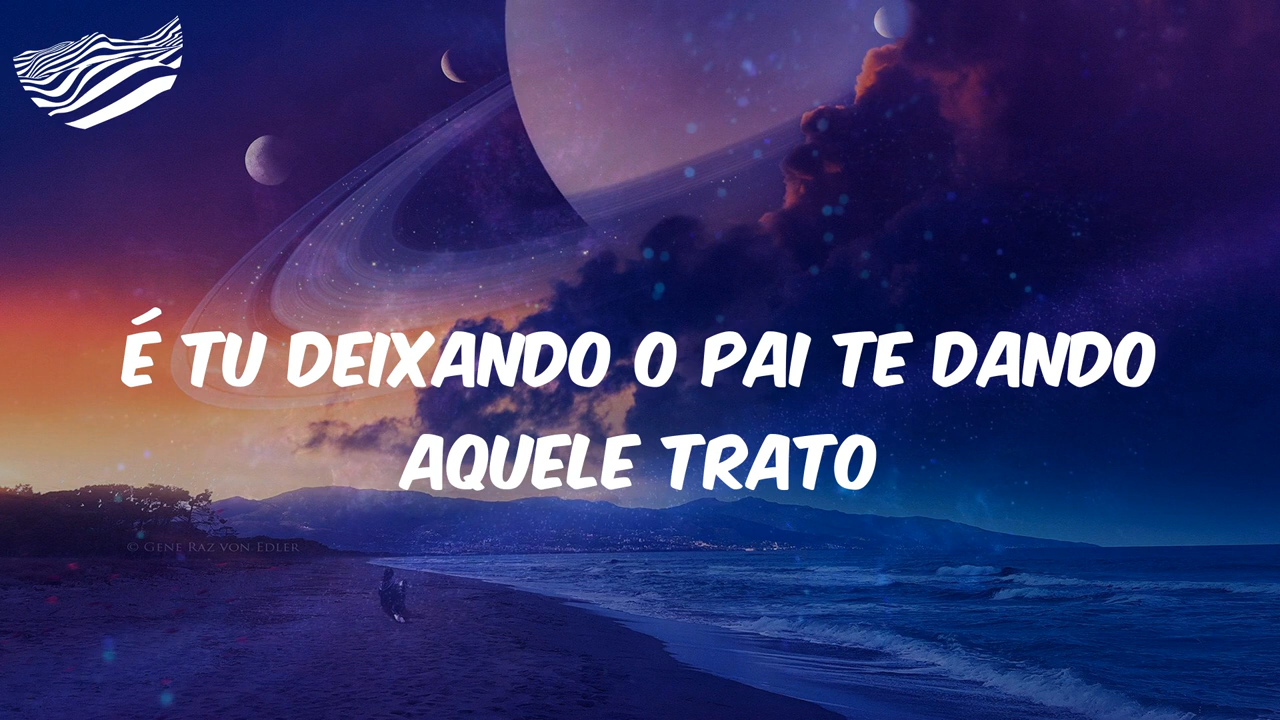 É TU DEIXANDO O PAI TE DANDO
AQUELE TRATO
© GENE RAZ VON EDLER